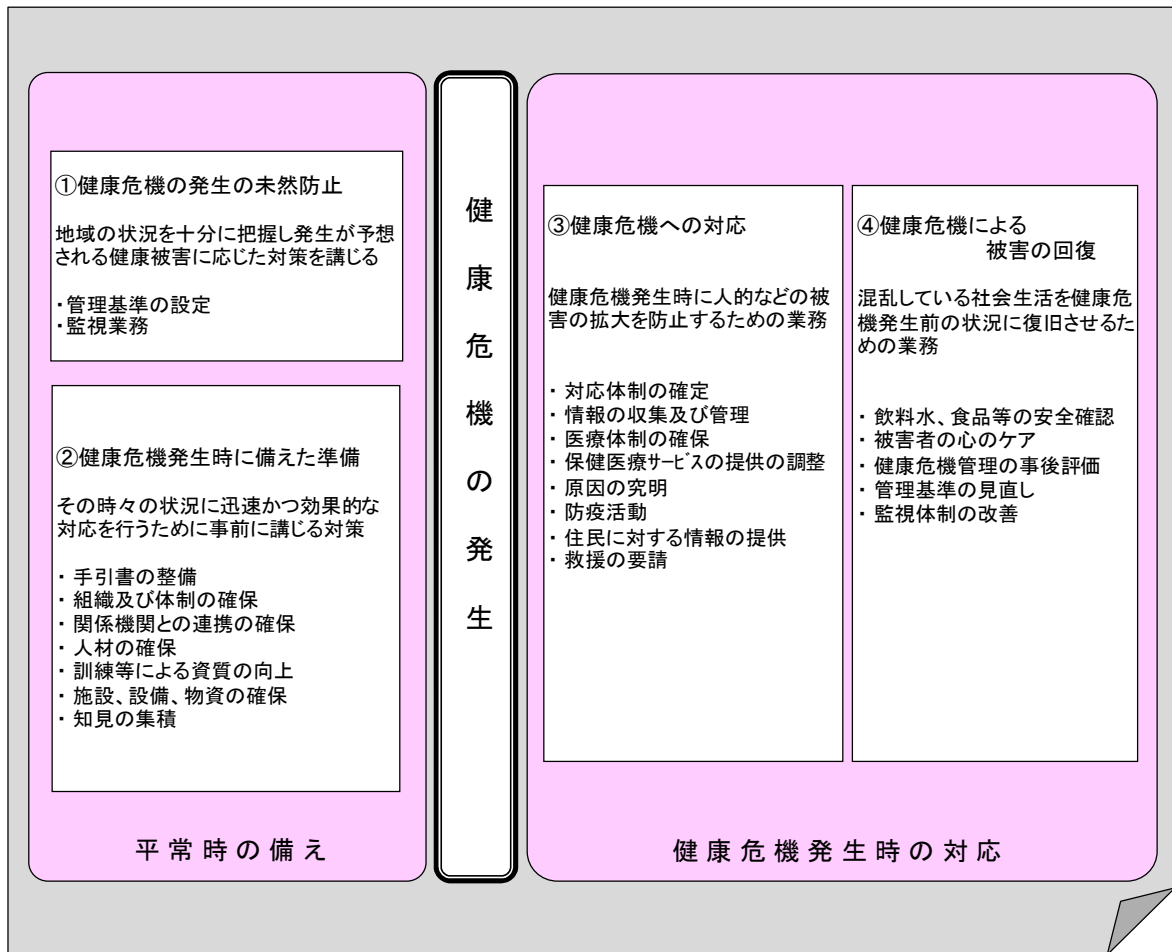 ①健康危機の発生の未然防止
地域の状況を十分に把握し発生が予想
される健康被害に応じた対策を講じる
・管理基準の設定
・監視業務
②健康危機発生時に備えた準備
その時々の状況に迅速かつ効果的な
対応を行うために事前に講じる対策
・手引書の整備
・組織及び体制の確保
・関係機関との連携の確保
・人材の確保
・訓練等による資質の向上
・施設、設備、物資の確保
・知見の集積
平常時の備え
健康危機の発生
③健康危機への対応
健康危機発生時に人的などの被
害の拡大を防止するための業務
・対応体制の確定
・情報の収集及び管理
・医療体制の確保
・保健医療ｻｰﾋﾞｽの提供の調整
・原因の究明
・防疫活動
・住民に対する情報の提供
・救援の要請
④健康危機による
被害の回復
混乱している社会生活を健康危
機発生前の状況に復旧させるた
めの業務
・飲料水、食品等の安全確認
・被害者の心のケア
・健康危機管理の事後評価
・管理基準の見直し
・監視体制の改善
健康危機発生時の対応